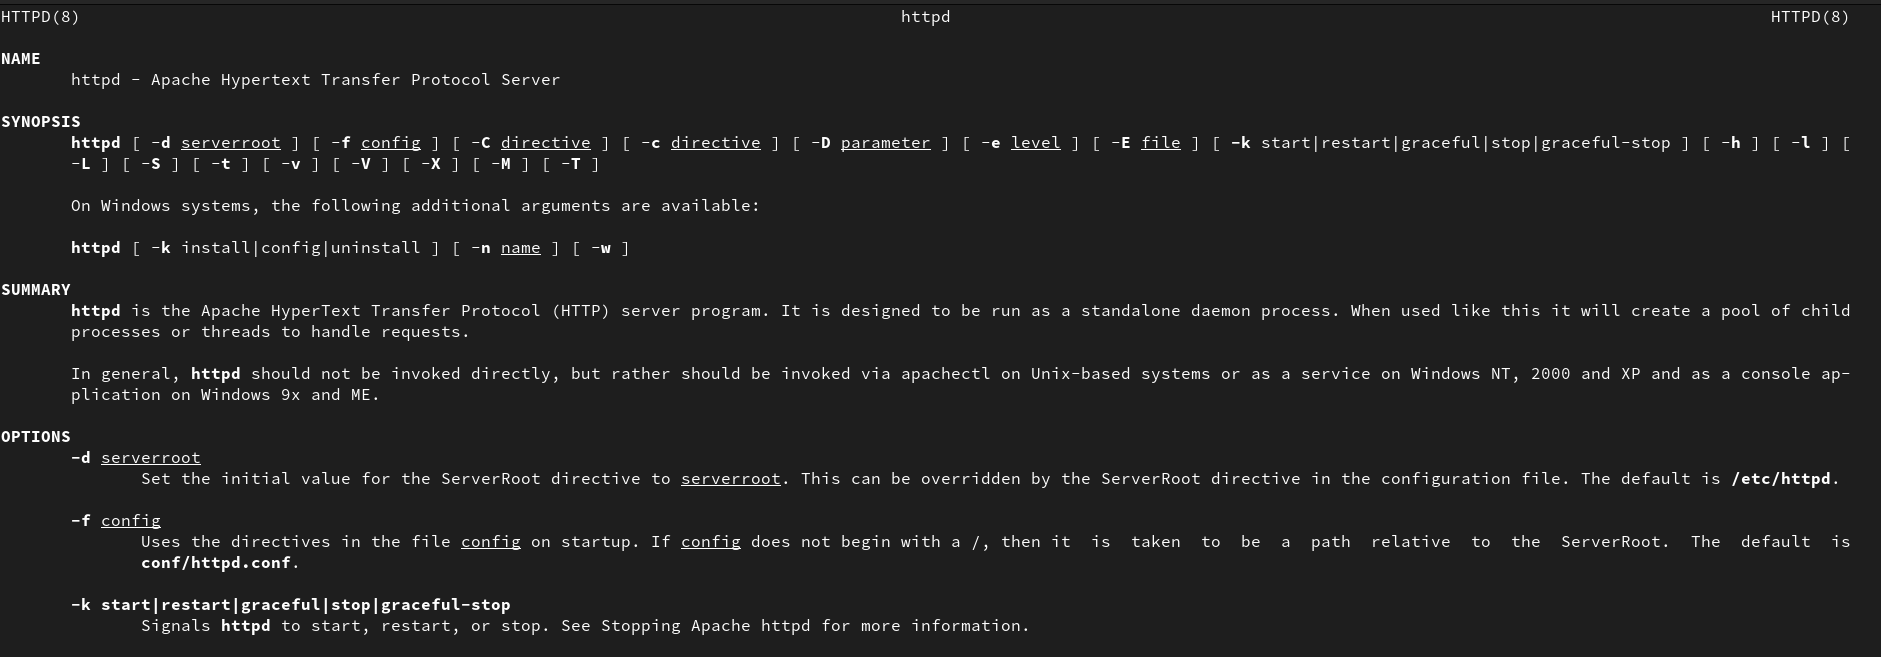 HTTPD(8) httpd HTTPD(8)
NAME
httpd - Apache Hypertext Transfer Protocol Server
SYNOPSIS
httpd [ -d serverroot ] [ -f config ] [ -C directive ] [ -c directive ] [ -D parameter ] [ -e level ] [ -E file ] [ -k start|restart|graceful|stop|graceful-stop ] [ -h ] [ -l ] [
-L ] [ -S ] [ -t ] [ -v ] [ -V ] [ -X ] [ -M ] [ -T ]
On Windows systems, the following additional arguments are available:
httpd [ -k install|config|uninstall ] [ -n name ] [ -w ]
SUMMARY
httpd is the Apache HyperText Transfer Protocol (HTTP) server program. It is designed to be run as a standalone daemon process. When used like this it will create a pool of child
processes or threads to handle requests.
In general, httpd should not be invoked directly, but rather should be invoked via apachectl on Unix-based systems or as a service on Windows NT, 2000 and XP and as a console ap-
plication on Windows 9x and ME.
OPTIONS
-d serverroot
Set the initial value for the ServerRoot directive to serverroot. This can be overridden by the ServerRoot directive in the configuration file. The default is /etc/httpd.
-f config
Uses the directives in the file config on startup. If config does not begin with a /, then it is taken to be a path relative to the ServerRoot. The default is
conf/httpd.conf.
-k start|restart|graceful|stop|graceful-stop
Signals httpd to start, restart, or stop. See Stopping Apache httpd for more information.